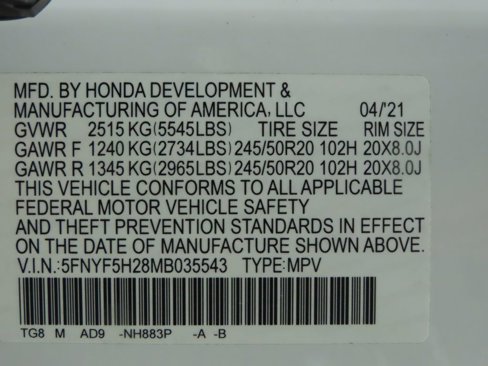 MFD. BY HONDA DEVELOPMENT &
MANUFACTURING OF AMERICA, LLC 04/'21
GVWR 2515 KG(5545LBS) TIRE SIZE RIM SIZE
GAWR F 1240 KG(2734LBS) 245/50R20 102H 20X8.0J
GAWR R 1345 KG(2965LBS) 245/50R20 102H 20X8.0J
THIS VEHICLE CONFORMS TO ALL APPLICABLE
FEDERAL MOTOR VEHICLE SAFETY
AND THEFT PREVENTION STANDARDS IN EFFECT
ON THE DATE OF MANUFACTURE SHOWN ABOVE.
V.I.N.:5FNYF5H28MB035543 TYPE:MPV
TG8 M AD9 -NH883P -A -B